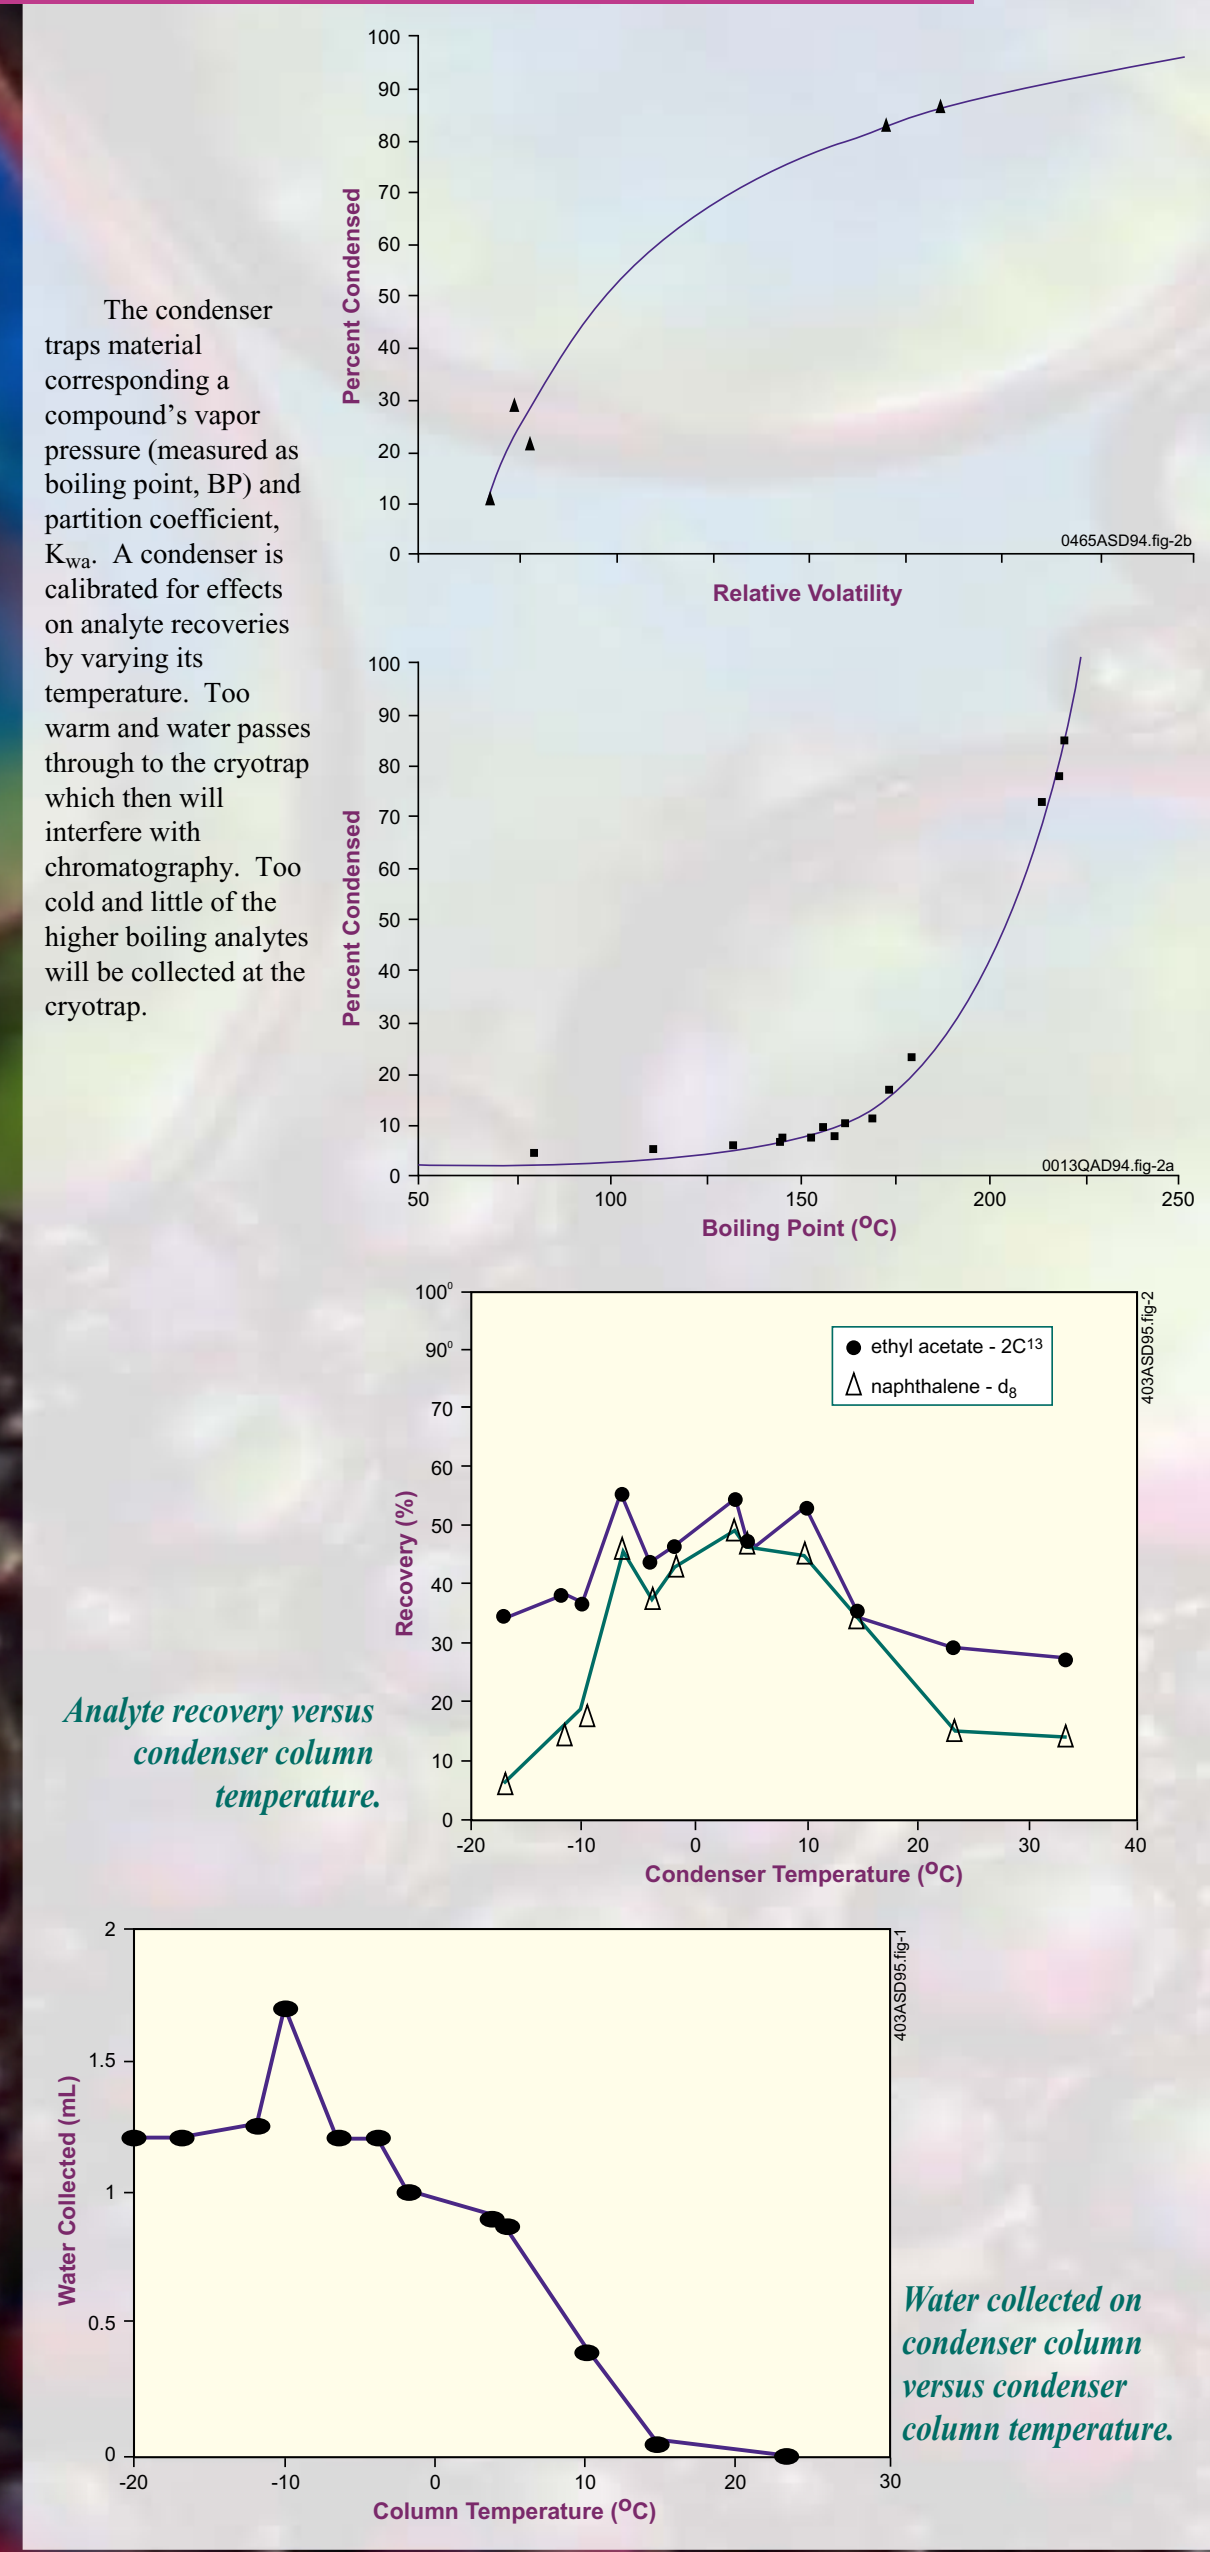 100
90
80
70
60
50
40
30
20
10
0
Percent Condensed
0465ASD94.fig-2b
Relative Volatility
The condenser
traps material
corresponding a
compound's vapor
pressure (measured as
boiling point, BP) and
partition coefficient,
Kwa. A condenser is
calibrated for effects
on analyte recoveries
by varying its
temperature. Too
warm and water passes
through to the cryotrap
which then will
interfere with
chromatography. Too
cold and little of the
higher boiling analytes
will be collected at the
cryotrap.
100
90
80
70
60
50
40
30
20
10
0
Percent Condensed
0013QAD94.fig-2a
50 100 150 200 250
Boiling Point (ºC)
100⁰
90⁰
70
60
50
40
30
20
10
0
Recovery (%)
ethyl acetate - 2C¹³
naphthalene - d₈
403ASD95.fig-2
-20 -10 0 10 20 30 40
Condenser Temperature (ºC)
Analyte recovery versus
condenser column
temperature.
2
1.5
1
0.5
0
Water Collected (mL)
403ASD95.fig-1
-20 -10 0 10 20 30
Column Temperature (ºC)
Water collected on
condenser column
versus condenser
column temperature.